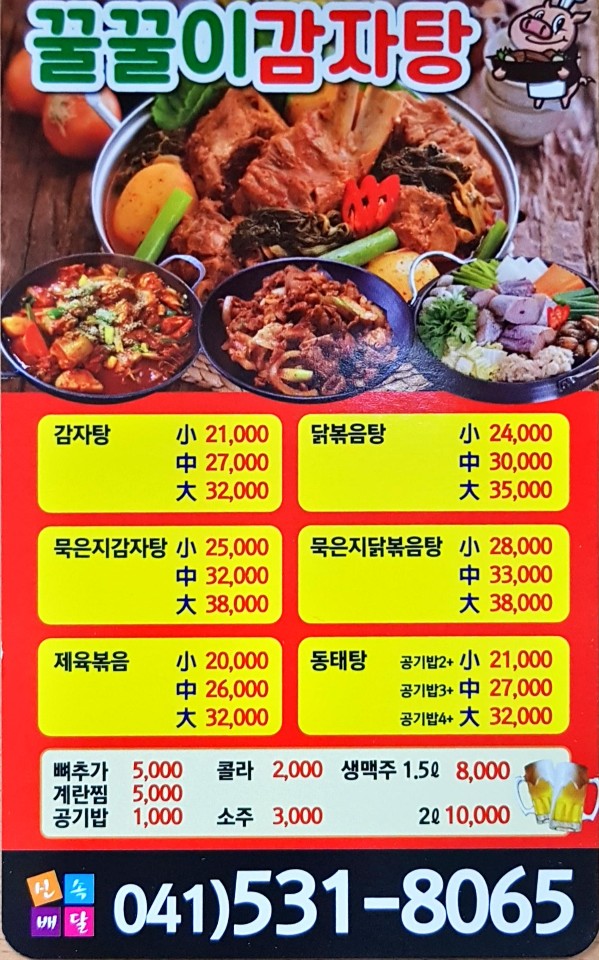 꿀꿀이감자탕
감자탕 小 21,000
中 27,000
大 32,000
닭볶음탕 小 24,000
中 30,000
大 35,000
묵은지감자탕 小 25,000
中 32,000
大 38,000
묵은지닭볶음탕 小 28,000
中 33,000
大 38,000
제육볶음 小 20,000
中 26,000
大 32,000
동태탕 공기밥2+ 小 21,000
공기밥3+ 中 27,000
공기밥4+ 大 32,000
뼈추가 5,000 콜라 2,000 생맥주 1.5ℓ 8,000
계란찜 5,000
공기밥 1,000 소주 3,000 2ℓ 10,000
신속
배달
041)531-8065